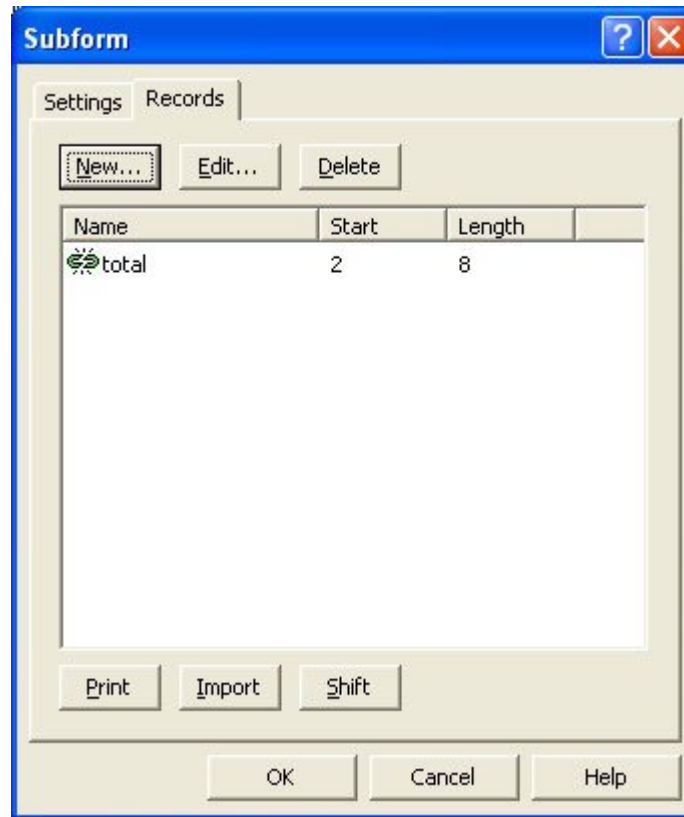 Subform
Settings Records
New... Edit... Delete
Name Start Length
total 2 8
Print Import Shift
OK Cancel Help